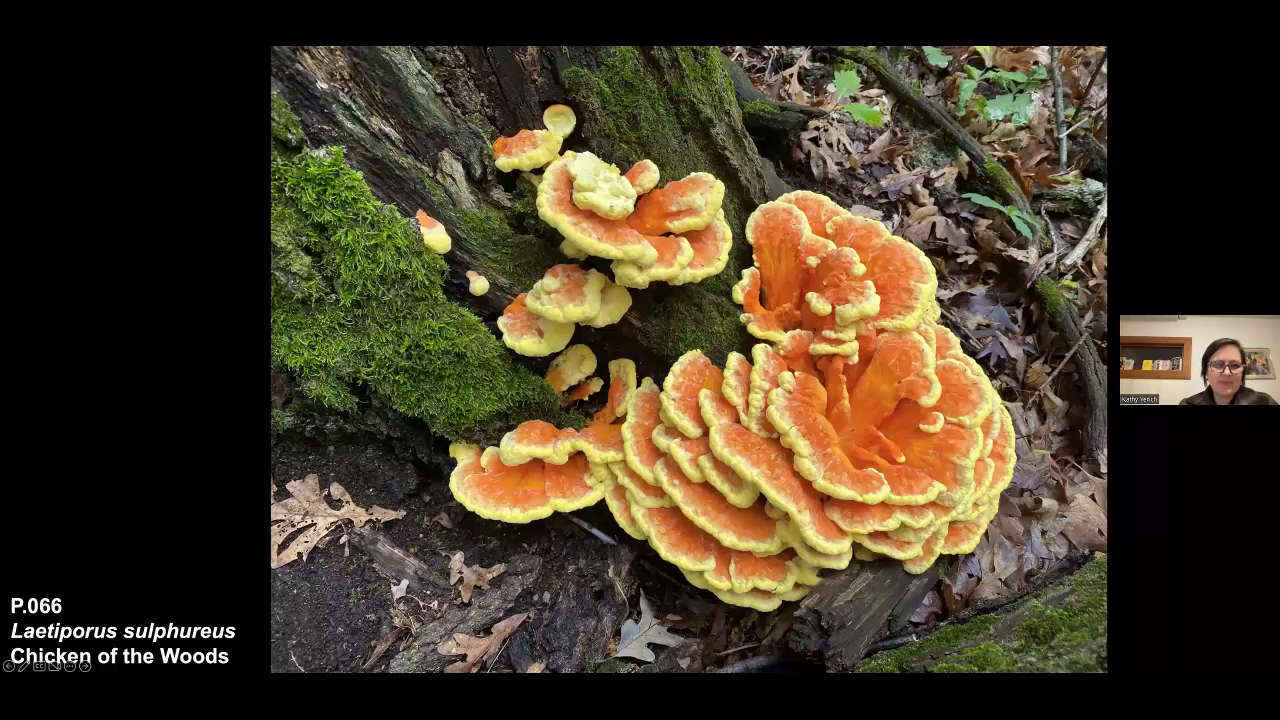 P.066
Laetiporus sulphureus
Chicken of the Woods
Kathy Yerich